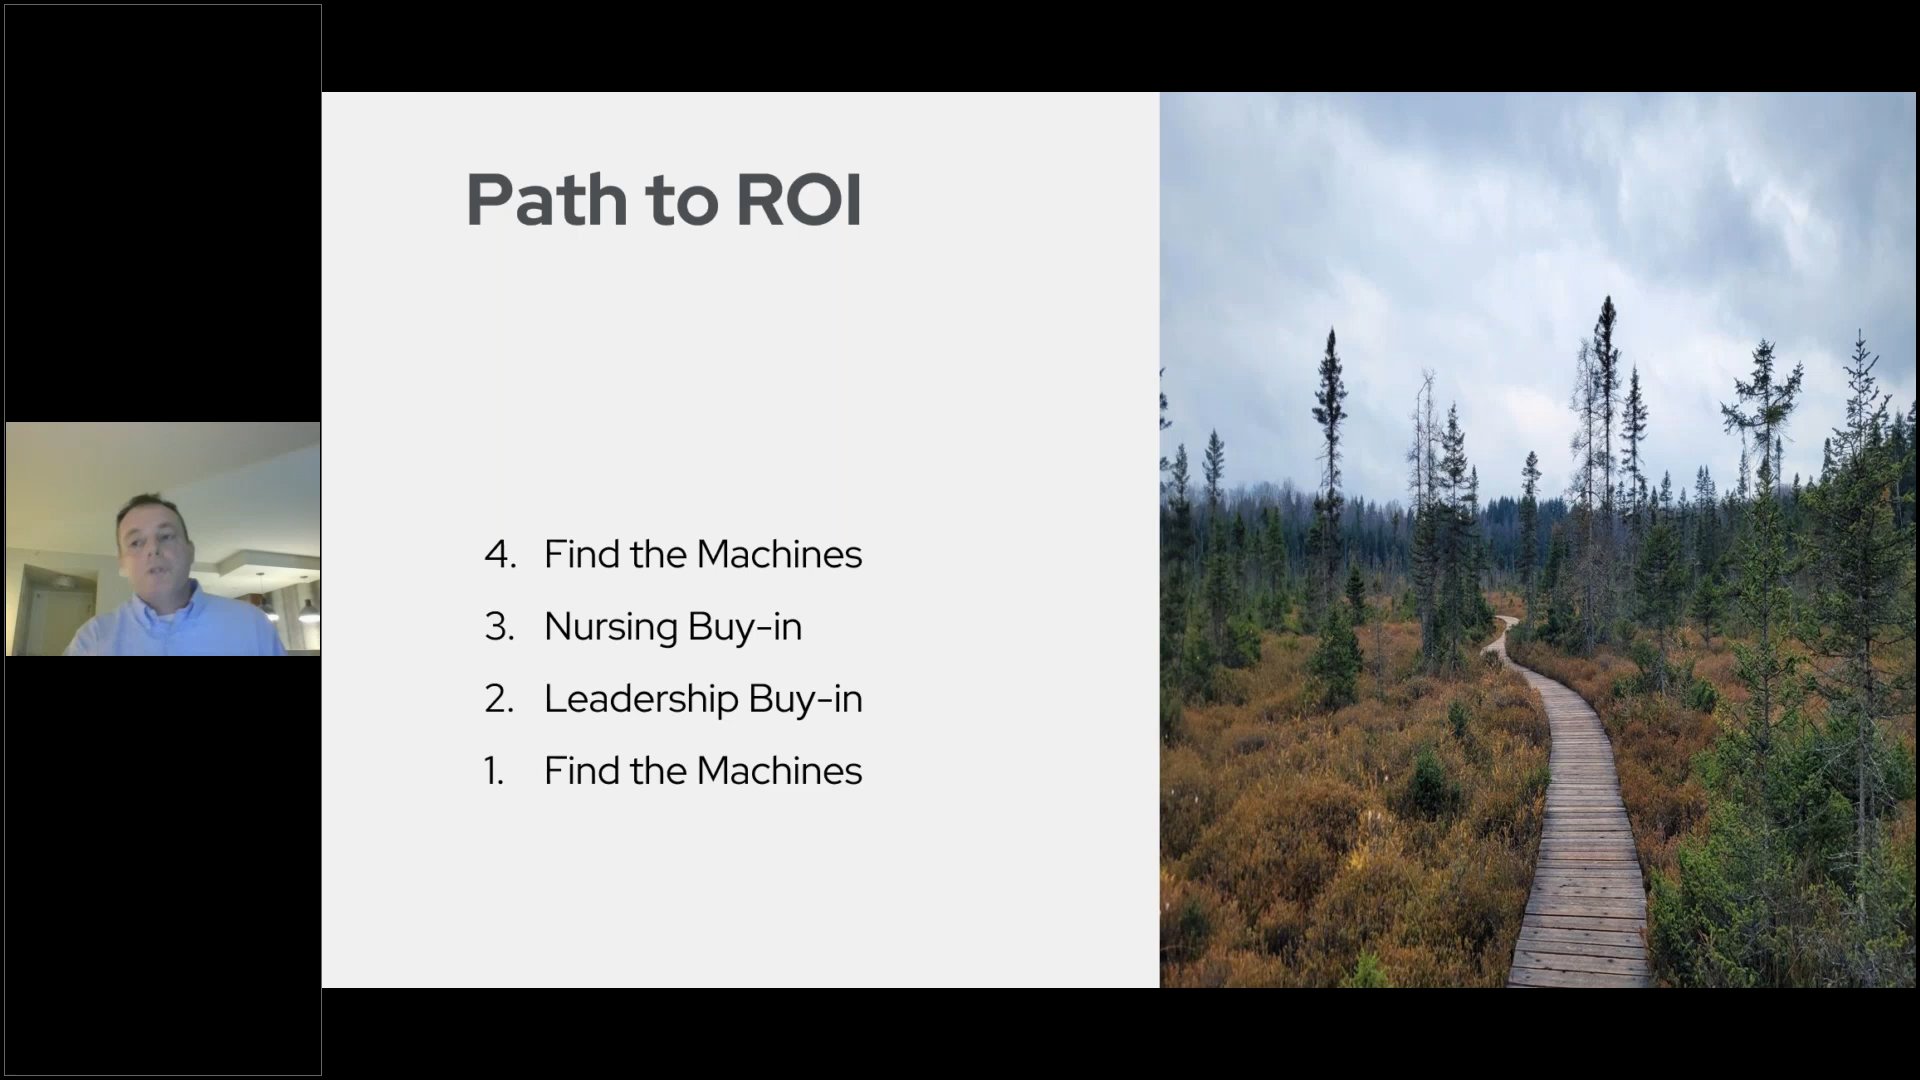 Path to ROI
4. Find the Machines
3. Nursing Buy-in
2. Leadership Buy-in
1. Find the Machines